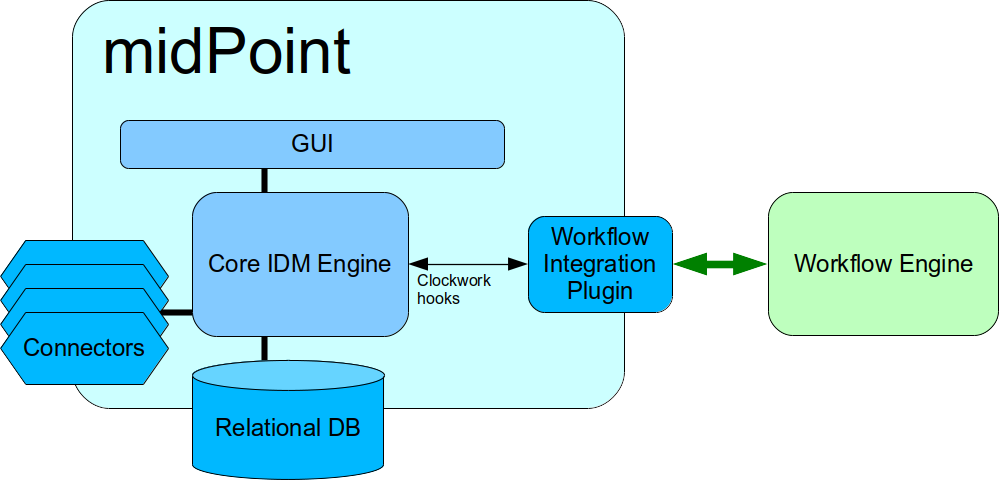 midPoint
GUI
Core IDM Engine
Clockwork
hooks
Workflow
Integration
Plugin
Workflow Engine
Connectors
Relational DB